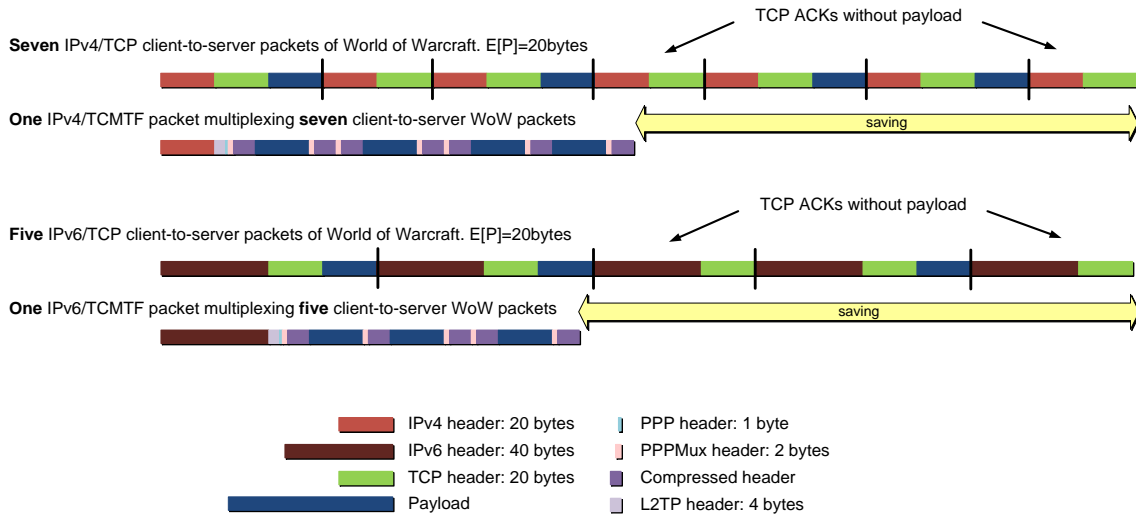 TCP ACKs without payload
Seven IPv4/TCP client-to-server packets of World of Warcraft. E[P]=20bytes
One IPv4/TCMTF packet multiplexing seven client-to-server WoW packets
saving
TCP ACKs without payload
Five IPv6/TCP client-to-server packets of World of Warcraft. E[P]=20bytes
One IPv6/TCMTF packet multiplexing five client-to-server WoW packets
saving
IPv4 header: 20 bytes
IPv6 header: 40 bytes
TCP header: 20 bytes
Payload
PPP header: 1 byte
PPPMux header: 2 bytes
Compressed header
L2TP header: 4 bytes